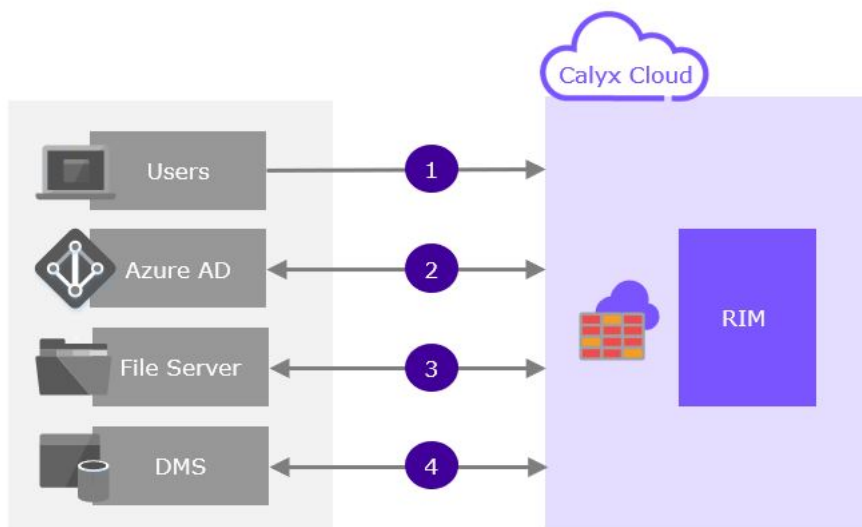 Calyx Cloud
Users
1
Azure AD
2
File Server
3
DMS
4
RIM